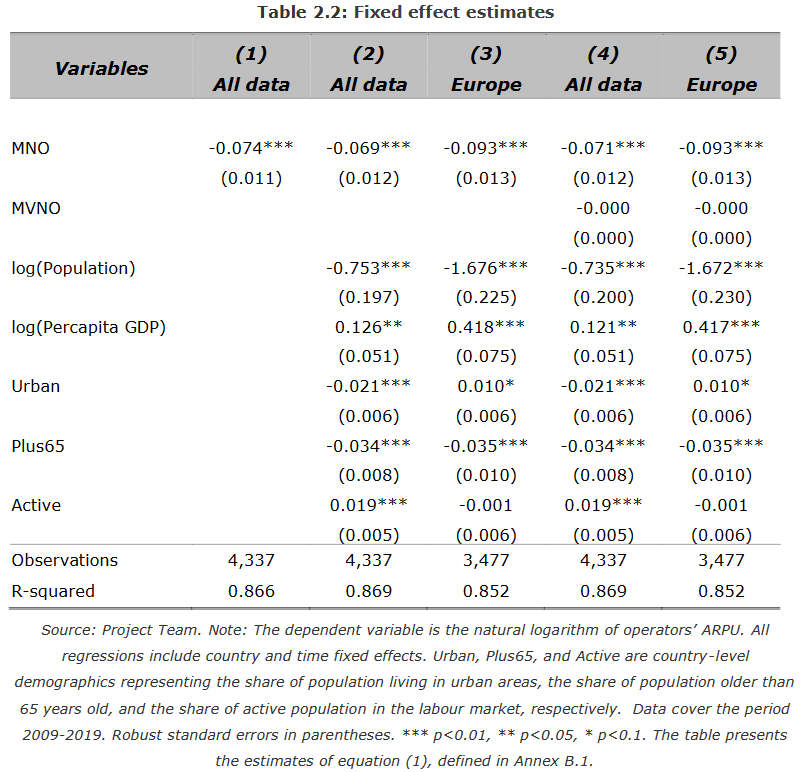 Table 2.2: Fixed effect estimates
Variables (1) (2) (3) (4) (5)
All data All data Europe All data Europe
MNO -0.074*** -0.069*** -0.093*** -0.071*** -0.093***
(0.011) (0.012) (0.013) (0.012) (0.013)
MVNO -0.000 -0.000
(0.000) (0.000)
log(Population) -0.753*** -1.676*** -0.735*** -1.672***
(0.197) (0.225) (0.200) (0.230)
log(Percapita GDP) 0.126** 0.418*** 0.121** 0.417***
(0.051) (0.075) (0.051) (0.075)
Urban -0.021*** 0.010* -0.021*** 0.010*
(0.006) (0.006) (0.006) (0.006)
Plus65 -0.034*** -0.035*** -0.034*** -0.035***
(0.008) (0.010) (0.008) (0.010)
Active 0.019*** -0.001 0.019*** -0.001
(0.005) (0.006) (0.005) (0.006)
Observations 4,337 4,337 3,477 4,337 3,477
R-squared 0.866 0.869 0.852 0.869 0.852
Source: Project Team. Note: The dependent variable is the natural logarithm of operators’ ARPU. All
regressions include country and time fixed effects. Urban, Plus65, and Active are country-level
demographics representing the share of population living in urban areas, the share of population older than
65 years old, and the share of active population in the labour market, respectively. Data cover the period
2009-2019. Robust standard errors in parentheses. *** p<0.01, ** p<0.05, * p<0.1. The table presents
the estimates of equation (1), defined in Annex B.1.